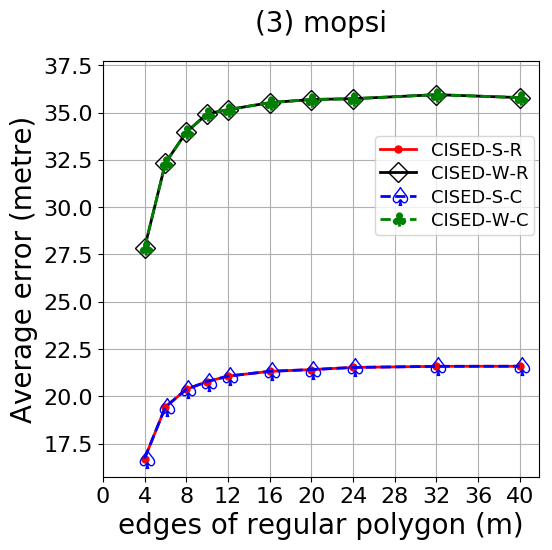 (3) mopsi
Average error (metre)
37.5
35.0
32.5
30.0
27.5
25.0
22.5
20.0
17.5
CISED-S-R
CISED-W-R
CISED-S-C
CISED-W-C
0 4 8 12 16 20 24 28 32 36 40
edges of regular polygon (m)